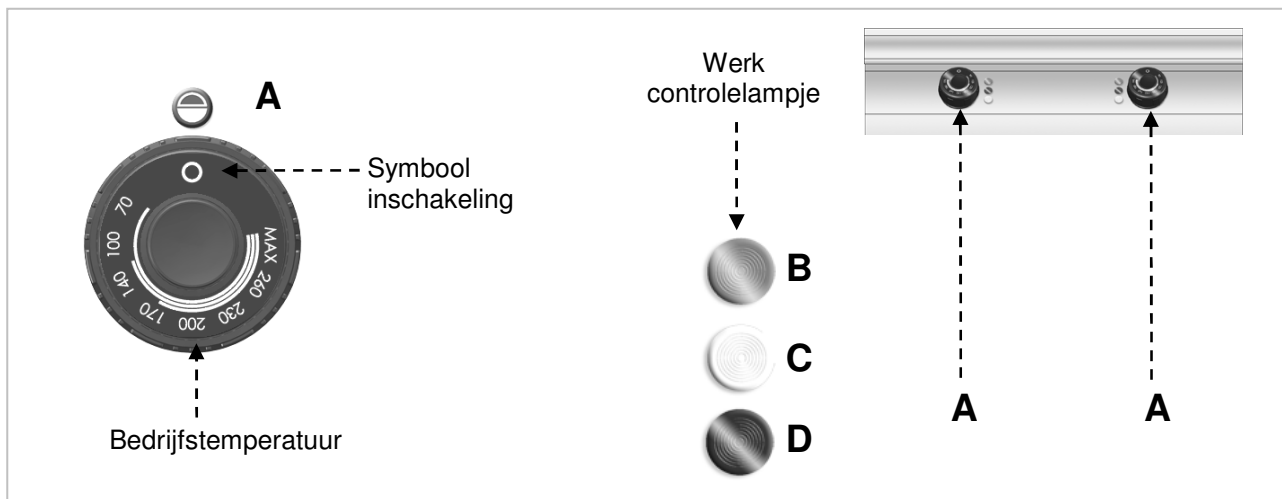 A
Symbool
inschakeling
70
100
140
170
200
230
260
MAX
Bedrijfstemperatuur
Werk
controlelampje
B
C
D
A
A